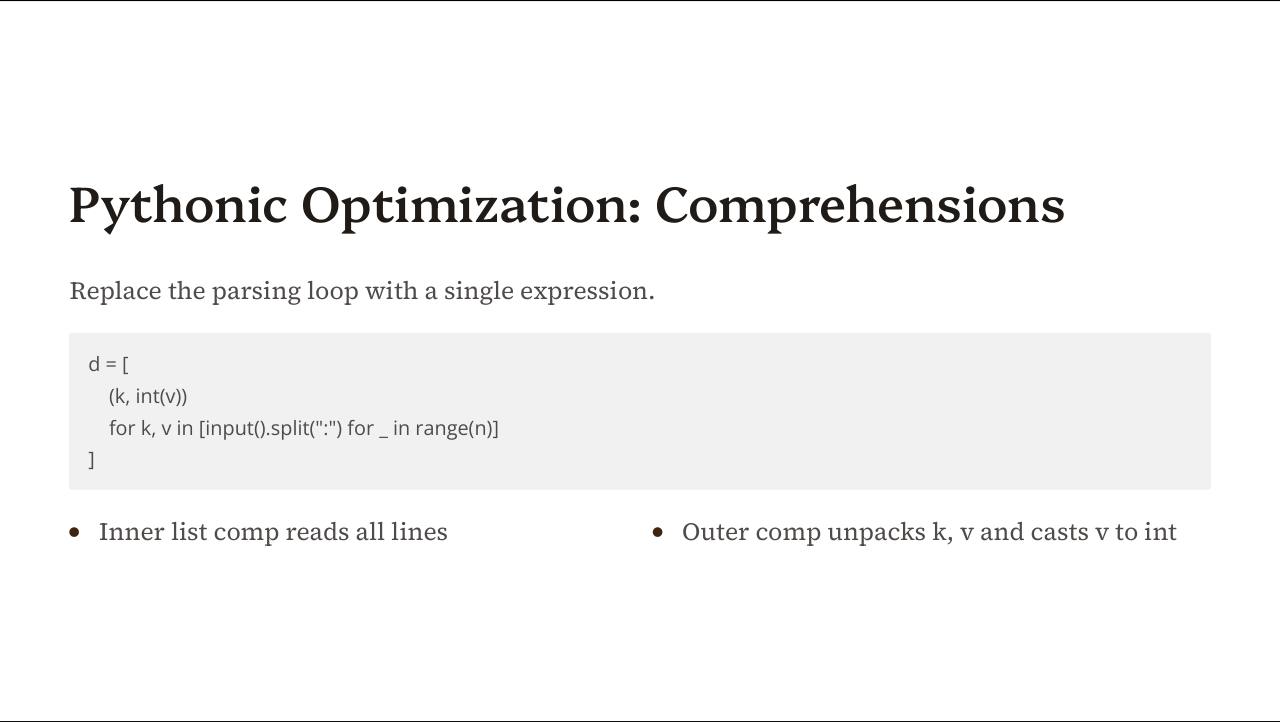 Pythonic Optimization: Comprehensions
Replace the parsing loop with a single expression.
d = [
    (k, int(v))
    for k, v in [input().split(":") for _ in range(n)]
]
Inner list comp reads all lines
Outer comp unpacks k, v and casts v to int